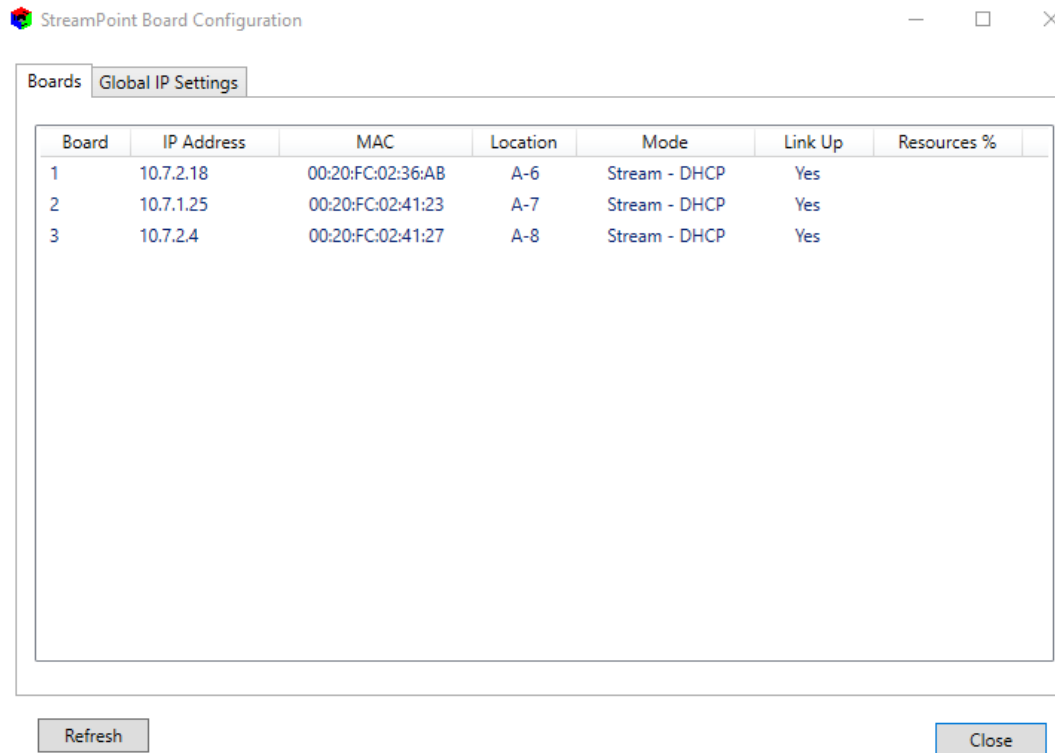 StreamPoint Board Configuration
Boards Global IP Settings
Board IP Address MAC Location Mode Link Up Resources %
1 10.7.2.18 00:20:FC:02:36:AB A-6 Stream - DHCP Yes
2 10.7.1.25 00:20:FC:02:41:23 A-7 Stream - DHCP Yes
3 10.7.2.4 00:20:FC:02:41:27 A-8 Stream - DHCP Yes
Refresh Close